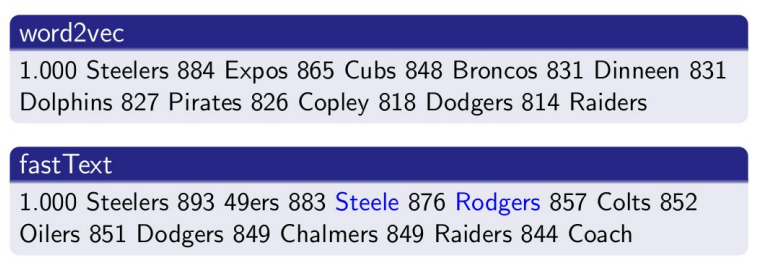 word2vec
1.000 Steelers 884 Expos 865 Cubs 848 Broncos 831 Dinneen 831
Dolphins 827 Pirates 826 Copley 818 Dodgers 814 Raiders
fastText
1.000 Steelers 893 49ers 883 Steele 876 Rodgers 857 Colts 852
Oilers 851 Dodgers 849 Chalmers 849 Raiders 844 Coach